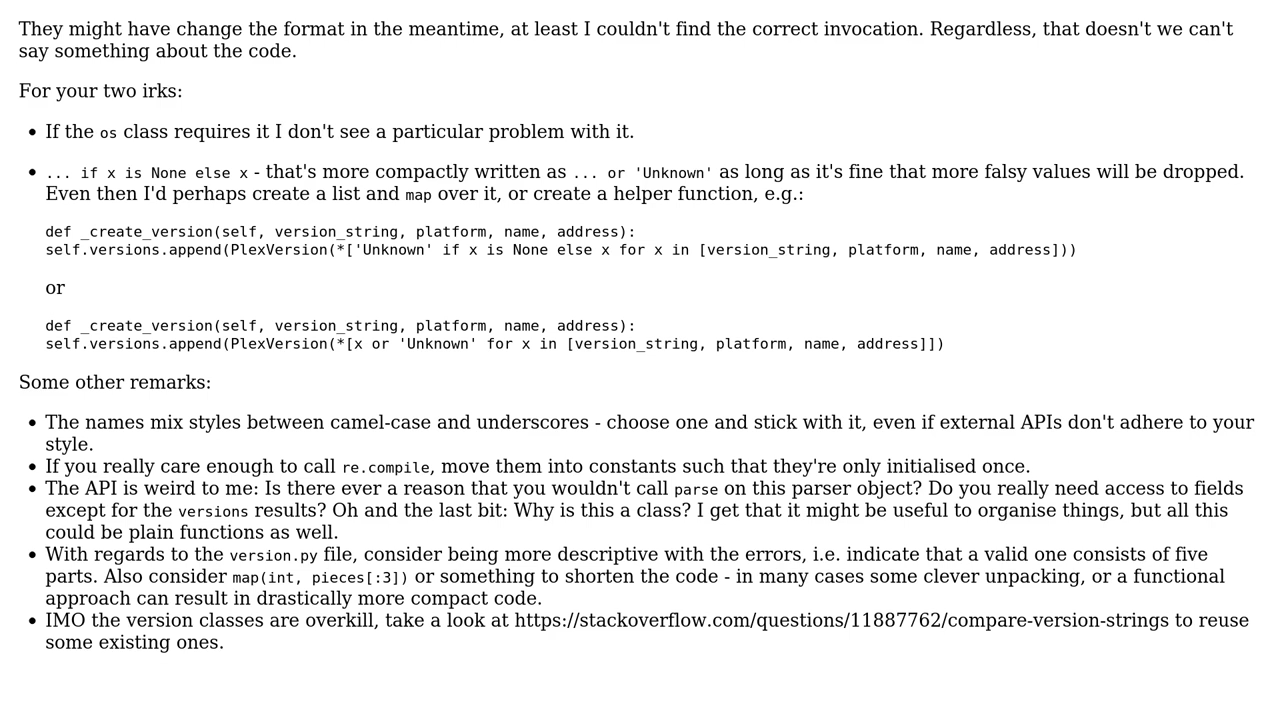 They might have change the format in the meantime, at least I couldn't find the correct invocation. Regardless, that doesn't we can't
say something about the code.
For your two irks:
• If the os class requires it I don't see a particular problem with it.
• ... if x is None else x - that's more compactly written as ... or 'Unknown' as long as it's fine that more falsy values will be dropped.
Even then I'd perhaps create a list and map over it, or create a helper function, e.g.:
def _create_version(self, version_string, platform, name, address):
self.versions.append(PlexVersion(*['Unknown' if x is None else x for x in [version_string, platform, name, address]))
or
def _create_version(self, version_string, platform, name, address):
self.versions.append(PlexVersion(*[x or 'Unknown' for x in [version_string, platform, name, address]])
Some other remarks:
• The names mix styles between camel-case and underscores - choose one and stick with it, even if external APIs don't adhere to your
style.
• If you really care enough to call re.compile, move them into constants such that they're only initialised once.
• The API is weird to me: Is there ever a reason that you wouldn't call parse on this parser object? Do you really need access to fields
except for the versions results? Oh and the last bit: Why is this a class? I get that it might be useful to organise things, but all this
could be plain functions as well.
• With regards to the version.py file, consider being more descriptive with the errors, i.e. indicate that a valid one consists of five
parts. Also consider map(int, pieces[:3]) or something to shorten the code - in many cases some clever unpacking, or a functional
approach can result in drastically more compact code.
• IMO the version classes are overkill, take a look at https://stackoverflow.com/questions/11887762/compare-version-strings to reuse
some existing ones.